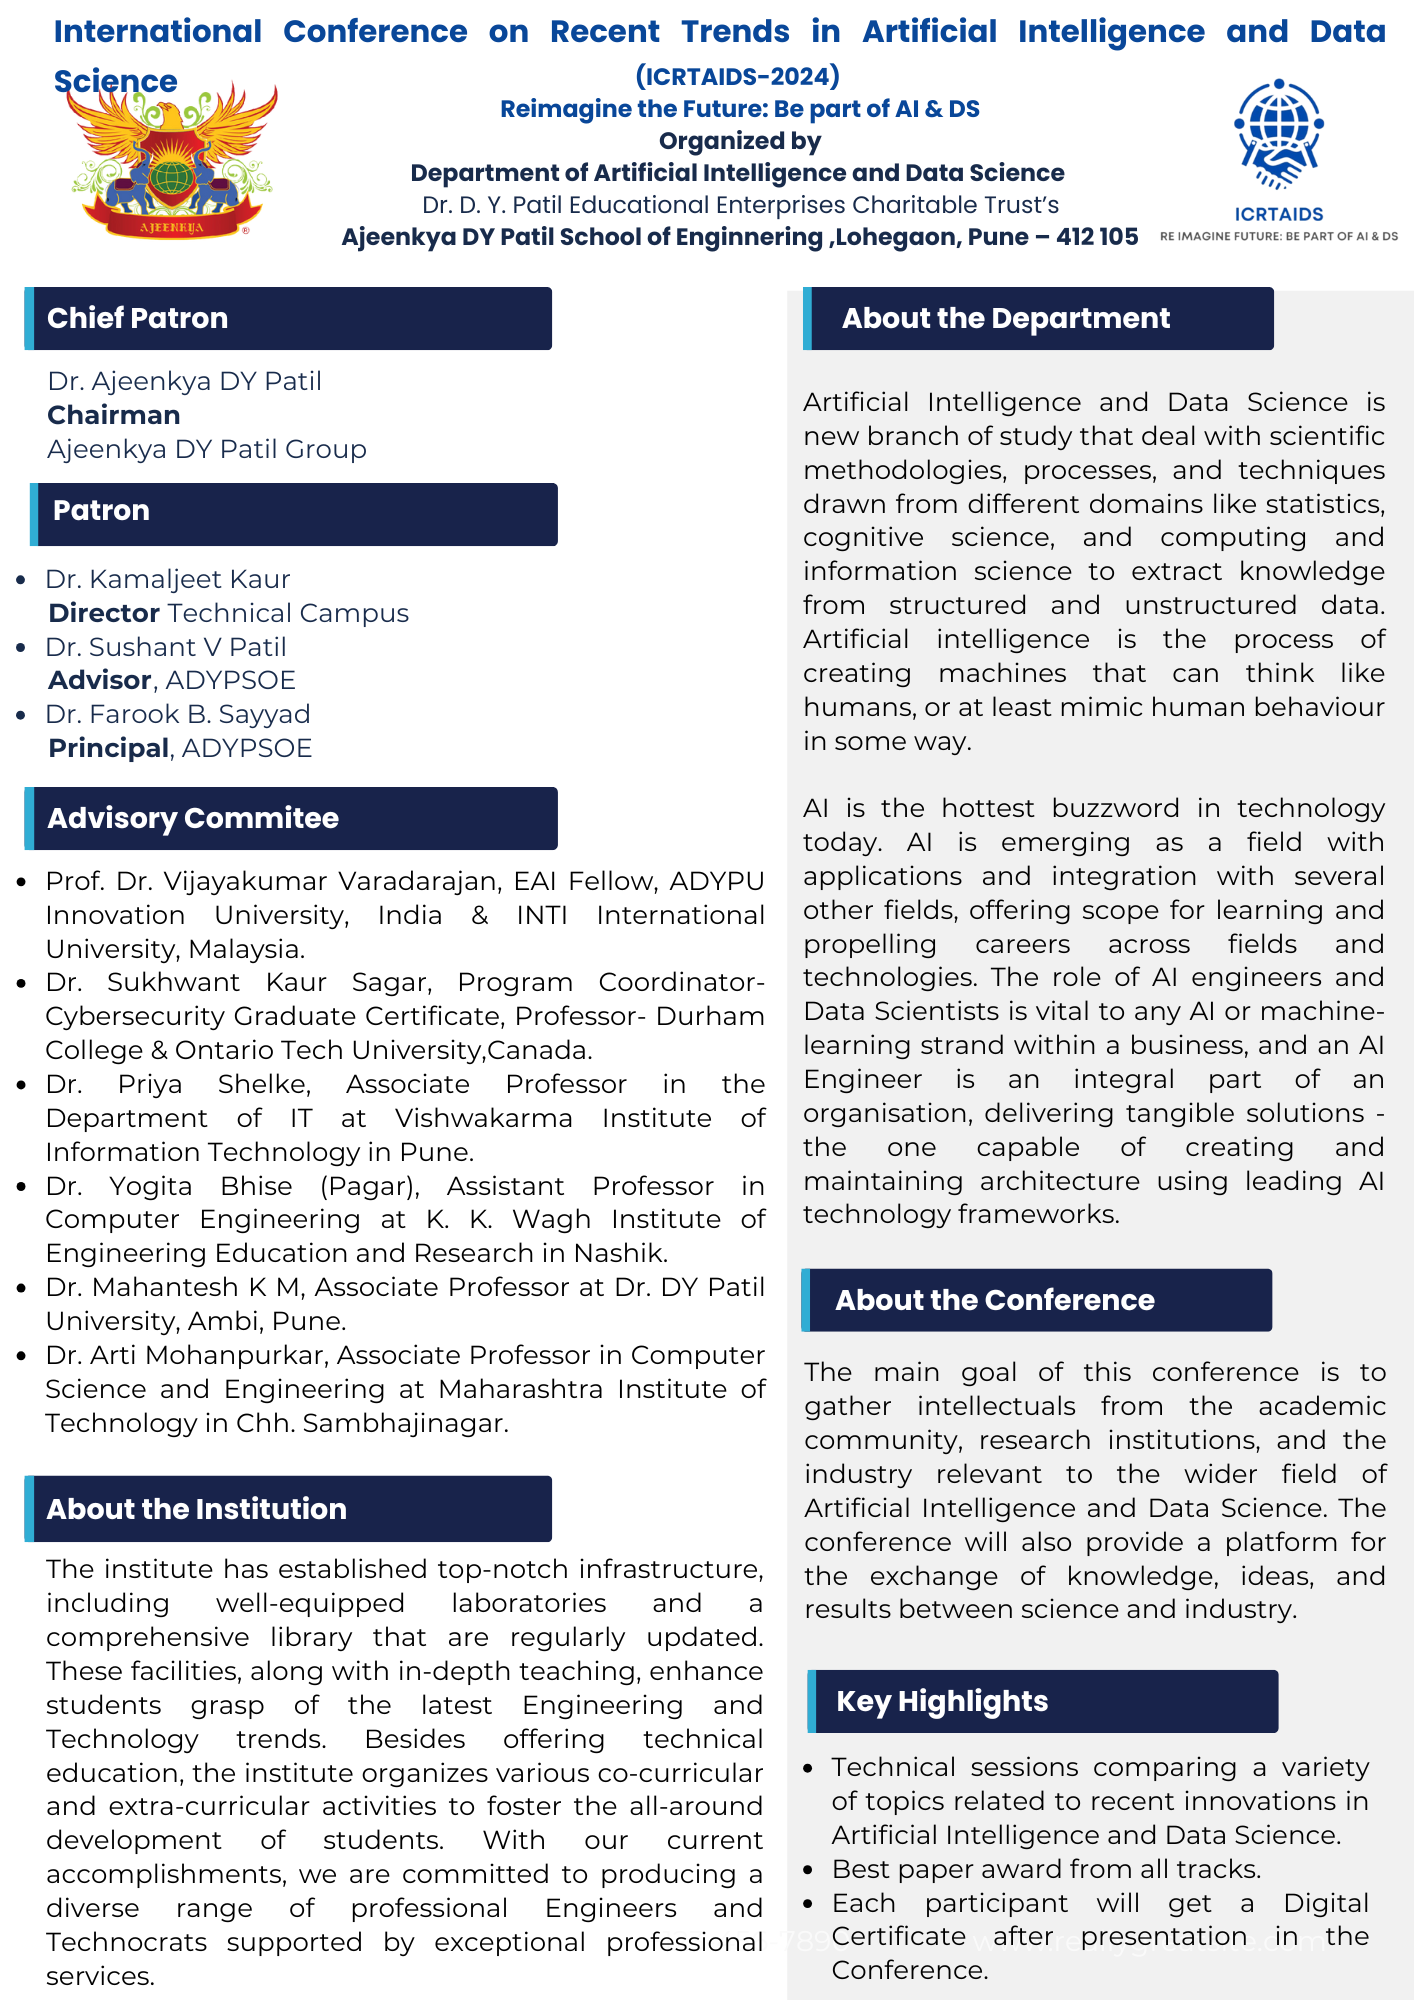 International Conference on Recent Trends in Artificial Intelligence and Data
Science
(ICRTAIDS-2024)
Reimagine the Future: Be part of AI & DS
Organized by
Department of Artificial Intelligence and Data Science
Dr. D. Y. Patil Educational Enterprises Charitable Trust's
Ajeenkya DY Patil School of Enginnering ,Lohegaon, Pune – 412 105
AJEENKYA
®
ICRTAIDS
RE IMAGINE FUTURE: BE PART OF AI & DS
Chief Patron
Dr. Ajeenkya DY Patil
Chairman
Ajeenkya DY Patil Group
Patron
• Dr. Kamaljeet Kaur
Director Technical Campus
• Dr. Sushant V Patil
Advisor, ADYPSOE
• Dr. Farook B. Sayyad
Principal, ADYPSOE
Advisory Commitee
• Prof. Dr. Vijayakumar Varadarajan, EAI Fellow, ADYPU
Innovation University, India & INTI International
University, Malaysia.
• Dr. Sukhwant Kaur Sagar, Program Coordinator-
Cybersecurity Graduate Certificate, Professor- Durham
College & Ontario Tech University,Canada.
• Dr. Priya Shelke, Associate Professor in the
Department of IT at Vishwakarma Institute of
Information Technology in Pune.
• Dr. Yogita Bhise (Pagar), Assistant Professor in
Computer Engineering at K. K. Wagh Institute of
Engineering Education and Research in Nashik.
• Dr. Mahantesh K M, Associate Professor at Dr. DY Patil
University, Ambi, Pune.
• Dr. Arti Mohanpurkar, Associate Professor in Computer
Science and Engineering at Maharashtra Institute of
Technology in Chh. Sambhajinagar.
About the Institution
The institute has established top-notch infrastructure,
including well-equipped laboratories and a
comprehensive library that are regularly updated.
These facilities, along with in-depth teaching, enhance
students grasp of the latest Engineering and
Technology trends. Besides offering technical
education, the institute organizes various co-curricular
and extra-curricular activities to foster the all-around
development of students. With our current
accomplishments, we are committed to producing a
diverse range of professional Engineers and
Technocrats supported by exceptional professional
services.
About the Department
Artificial Intelligence and Data Science is
new branch of study that deal with scientific
methodologies, processes, and techniques
drawn from different domains like statistics,
cognitive science, and computing and
information science to extract knowledge
from structured and unstructured data.
Artificial intelligence is the process of
creating machines that can think like
humans, or at least mimic human behaviour
in some way.
AI is the hottest buzzword in technology
today. AI is emerging as a field with
applications and integration with several
other fields, offering scope for learning and
propelling careers across fields and
technologies. The role of AI engineers and
Data Scientists is vital to any AI or machine-
learning strand within a business, and an AI
Engineer is an integral part of an
organisation, delivering tangible solutions -
the one capable of creating and
maintaining architecture using leading AI
technology frameworks.
About the Conference
The main goal of this conference is to
gather intellectuals from the academic
community, research institutions, and the
industry relevant to the wider field of
Artificial Intelligence and Data Science. The
conference will also provide a platform for
the exchange of knowledge, ideas, and
results between science and industry.
Key Highlights
• Technical sessions comparing a variety
of topics related to recent innovations in
Artificial Intelligence and Data Science.
• Best paper award from all tracks.
• Each participant will get a Digital
Certificate after presentation in the
Conference.